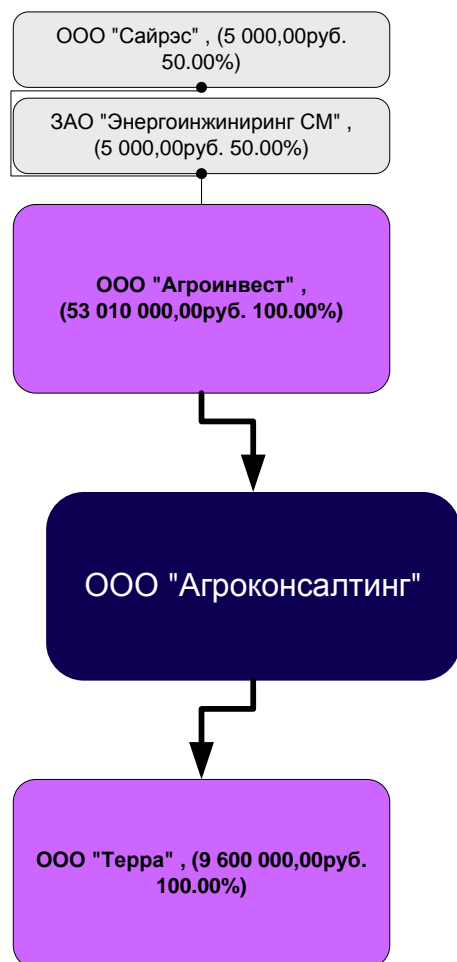 ООО "Сайрэс" , (5 000,00руб.
50.00%)
ЗАО "Энергоинжиниринг СМ" ,
(5 000,00руб. 50.00%)
ООО "Агроинвест" ,
(53 010 000,00руб. 100.00%)
ООО "Агроконсалтинг"
ООО "Терра" , (9 600 000,00руб.
100.00%)